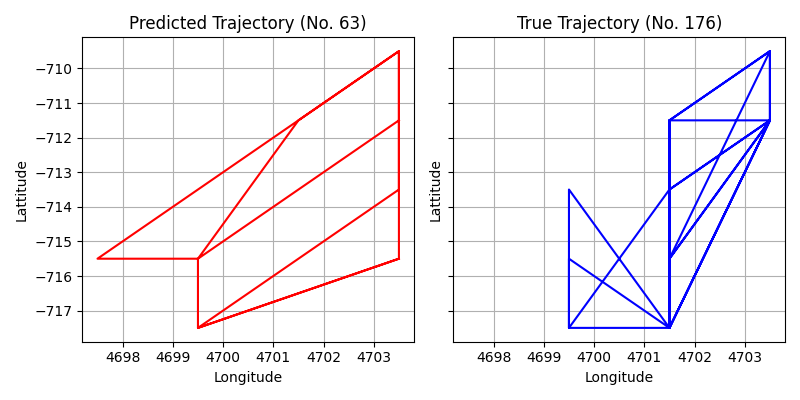 Predicted Trajectory (No. 63)
True Trajectory (No. 176)
Lattitude
−710
−711
−712
−713
−714
−715
−716
−717
4698 4699 4700 4701 4702 4703
Longitude
Lattitude
4698 4699 4700 4701 4702 4703
Longitude